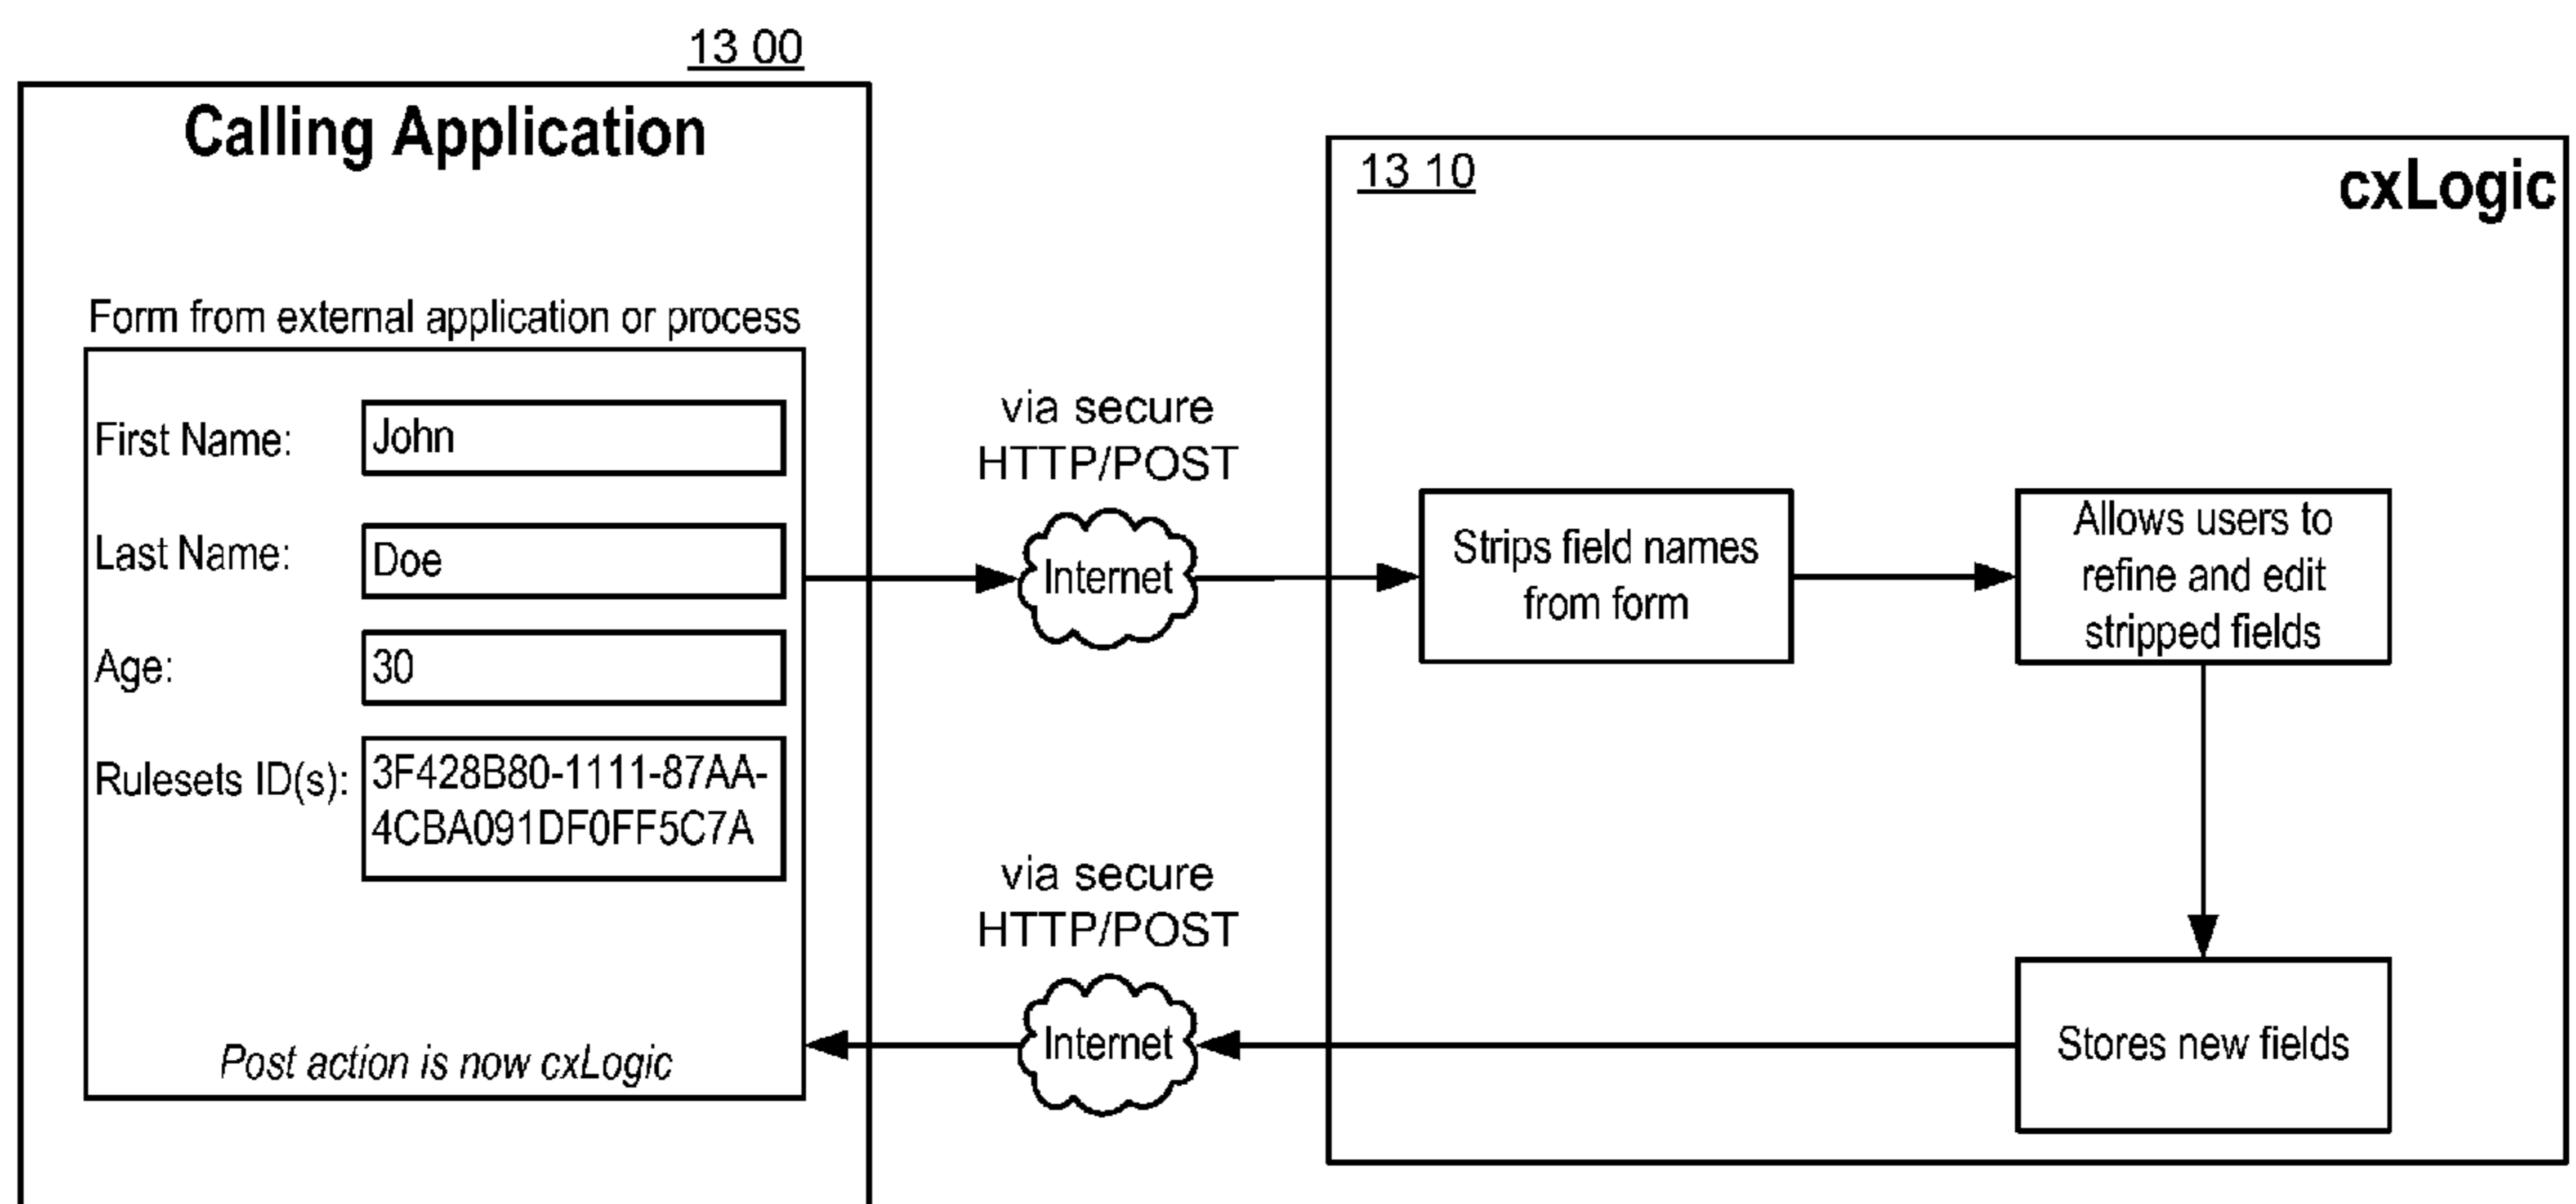 13 00
Calling Application
Form from external application or process
First Name:
John
Last Name:
Doe
Age:
30
Rulesets ID(s):
3F428B80-1111-87AA-
4CBA091DF0FF5C7A
Post action is now cxLogic
via secure
HTTP/POST
Internet
via secure
HTTP/POST
Internet
13 10
cxLogic
Strips field names
from form
Allows users to
refine and edit
stripped fields
Stores new fields